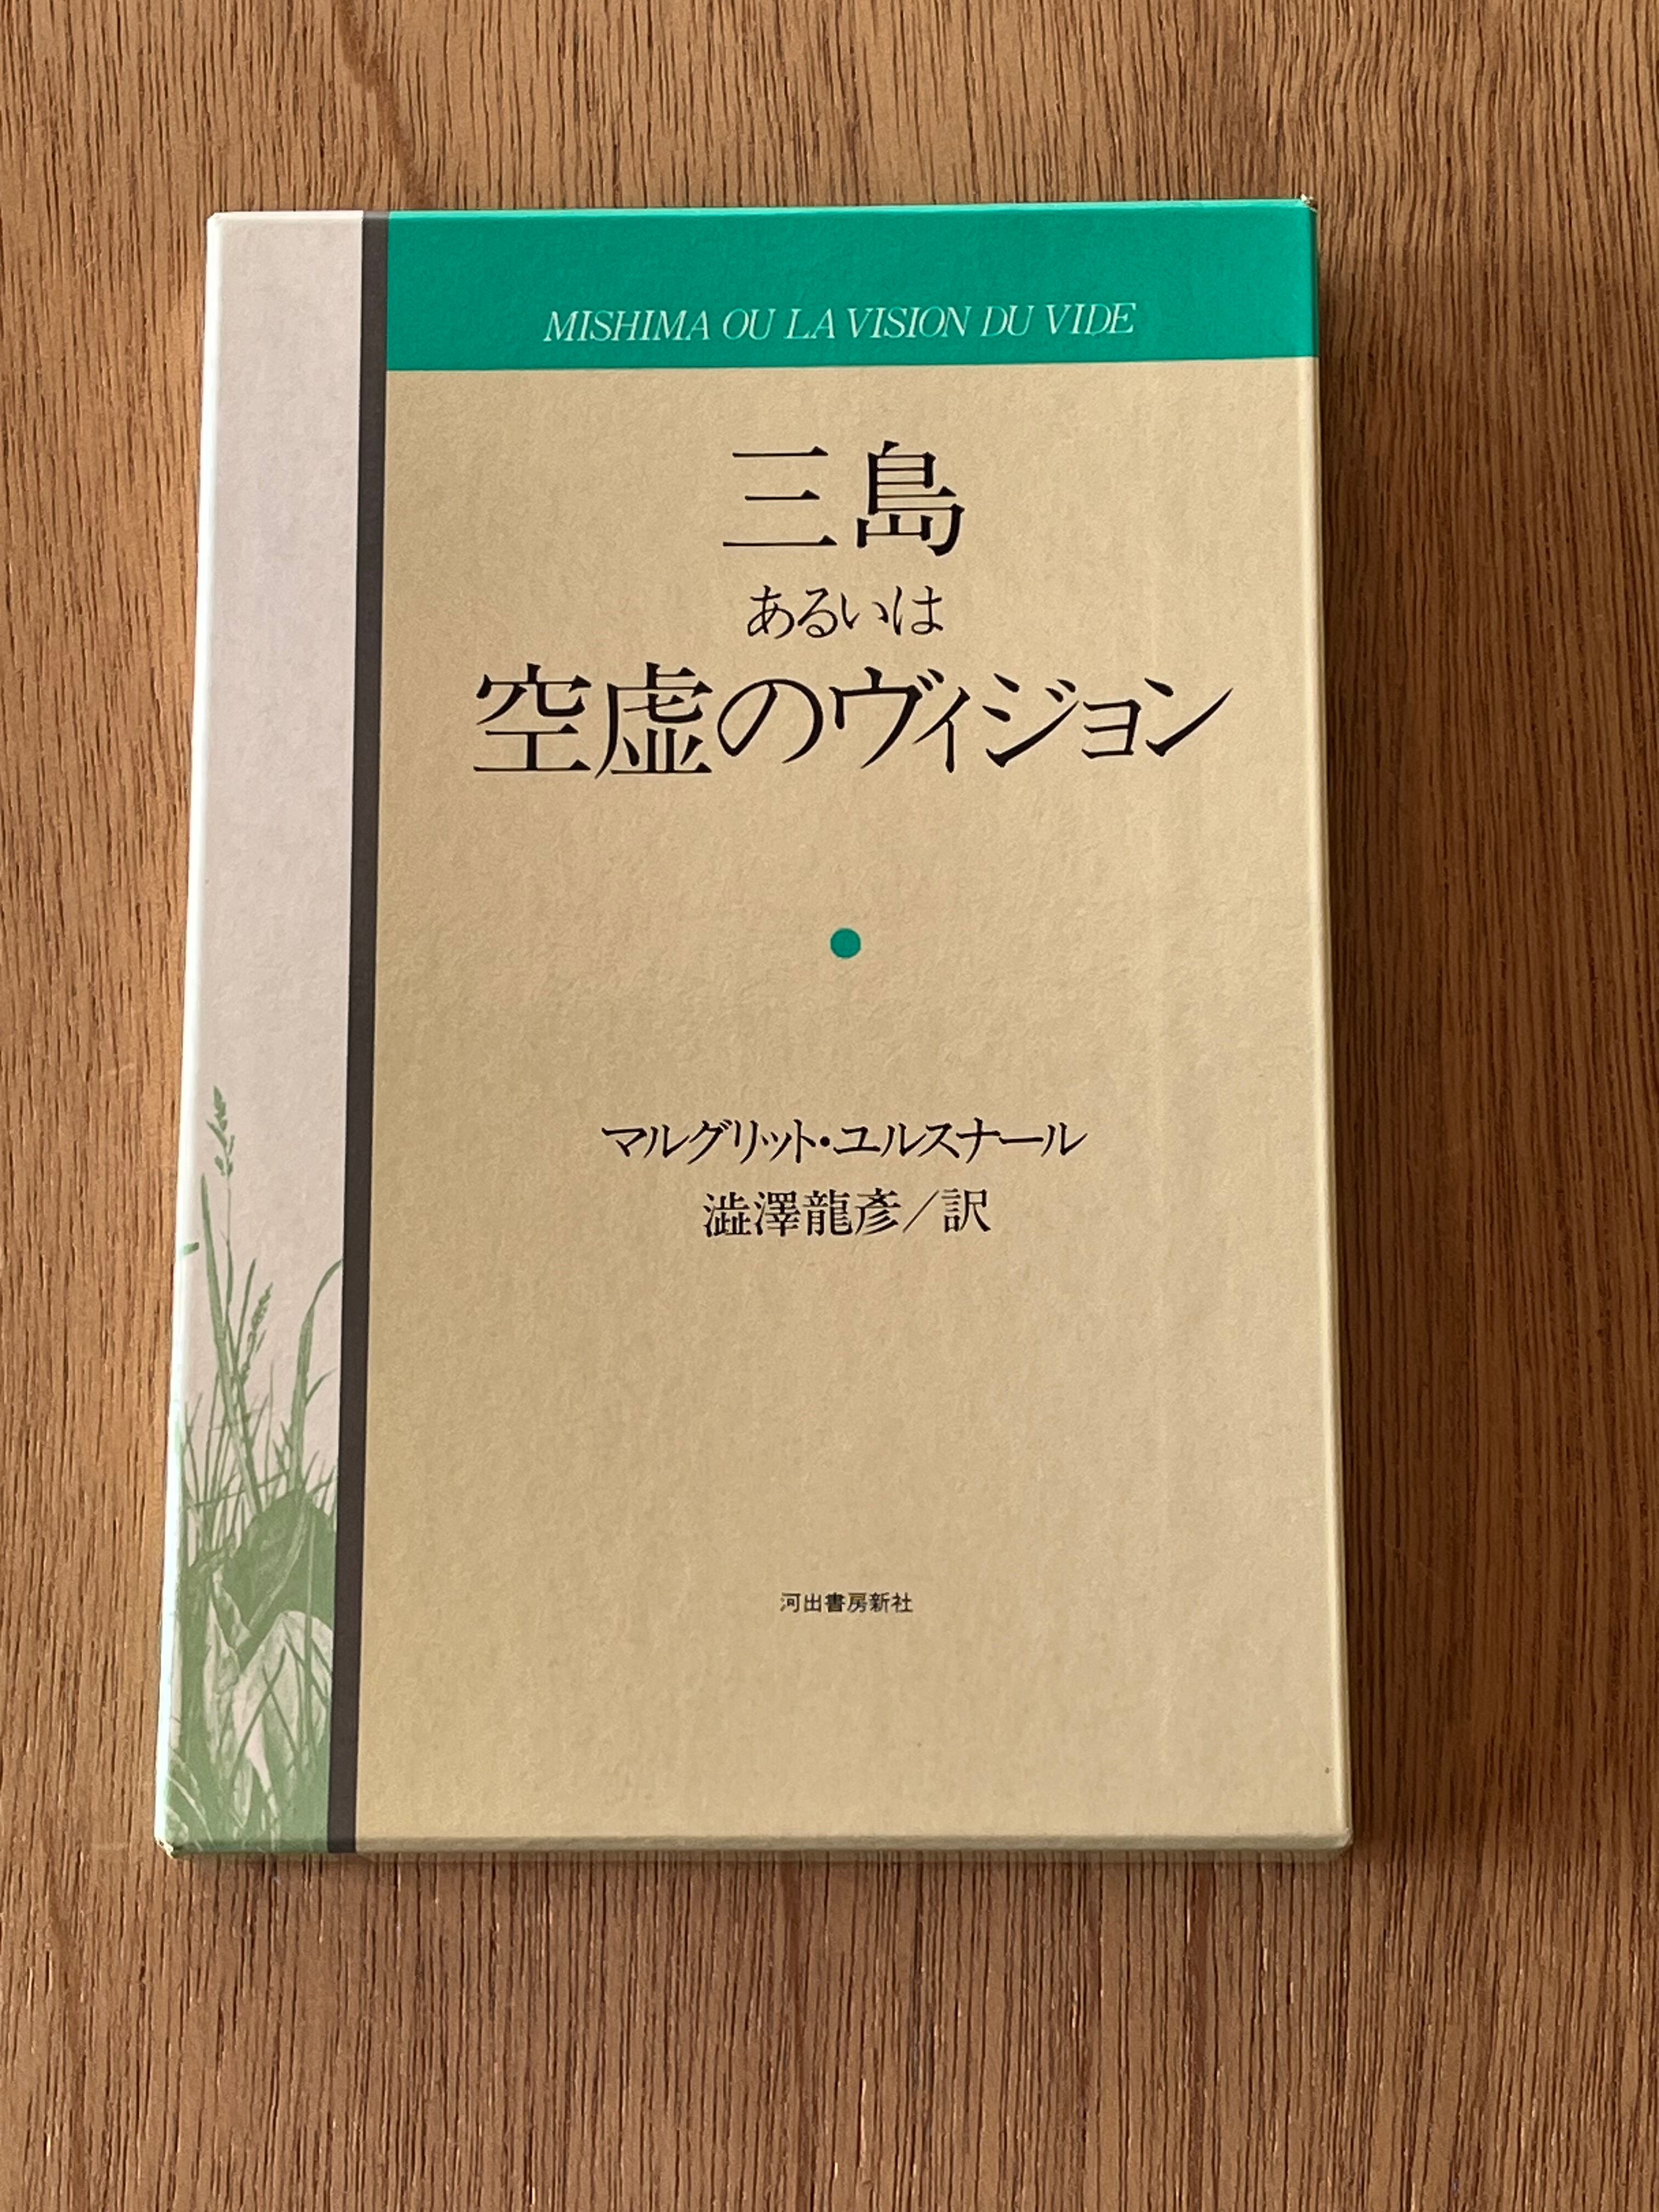 MISHIMA OU LA VISION DU VIDE
三島
あるいは
空虚のヴィジョン
マルグリット・ユルスナール
澁澤龍彥／訳
河出書房新社